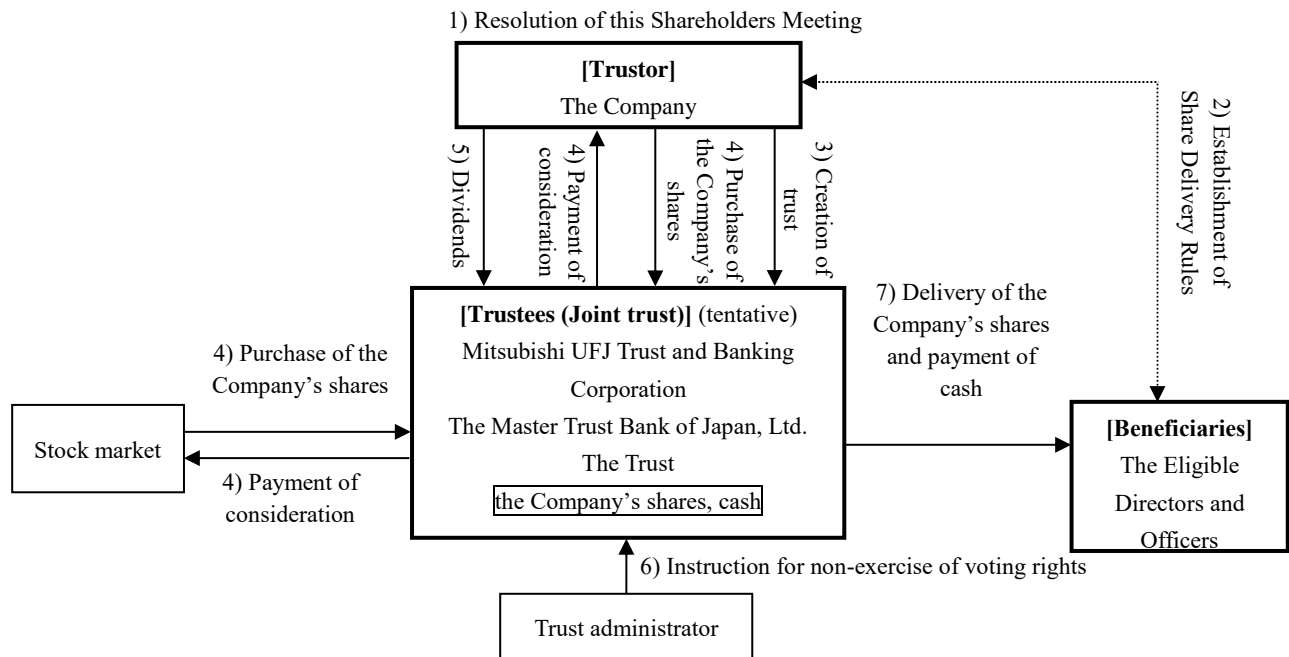 1) Resolution of this Shareholders Meeting
[Trustor]
The Company
2) Establishment of
Share Delivery Rules
5) Dividends
4) Payment of
consideration
4) Purchase of
the Company’s
shares
3) Creation of
trust
7) Delivery of the
Company’s shares
and payment of
cash
[Trustees (Joint trust)] (tentative)
Mitsubishi UFJ Trust and Banking
Corporation
The Master Trust Bank of Japan, Ltd.
The Trust
the Company’s shares, cash
4) Purchase of the
Company’s shares
Stock market
4) Payment of
consideration
[Beneficiaries]
The Eligible
Directors and
Officers
6) Instruction for non-exercise of voting rights
Trust administrator